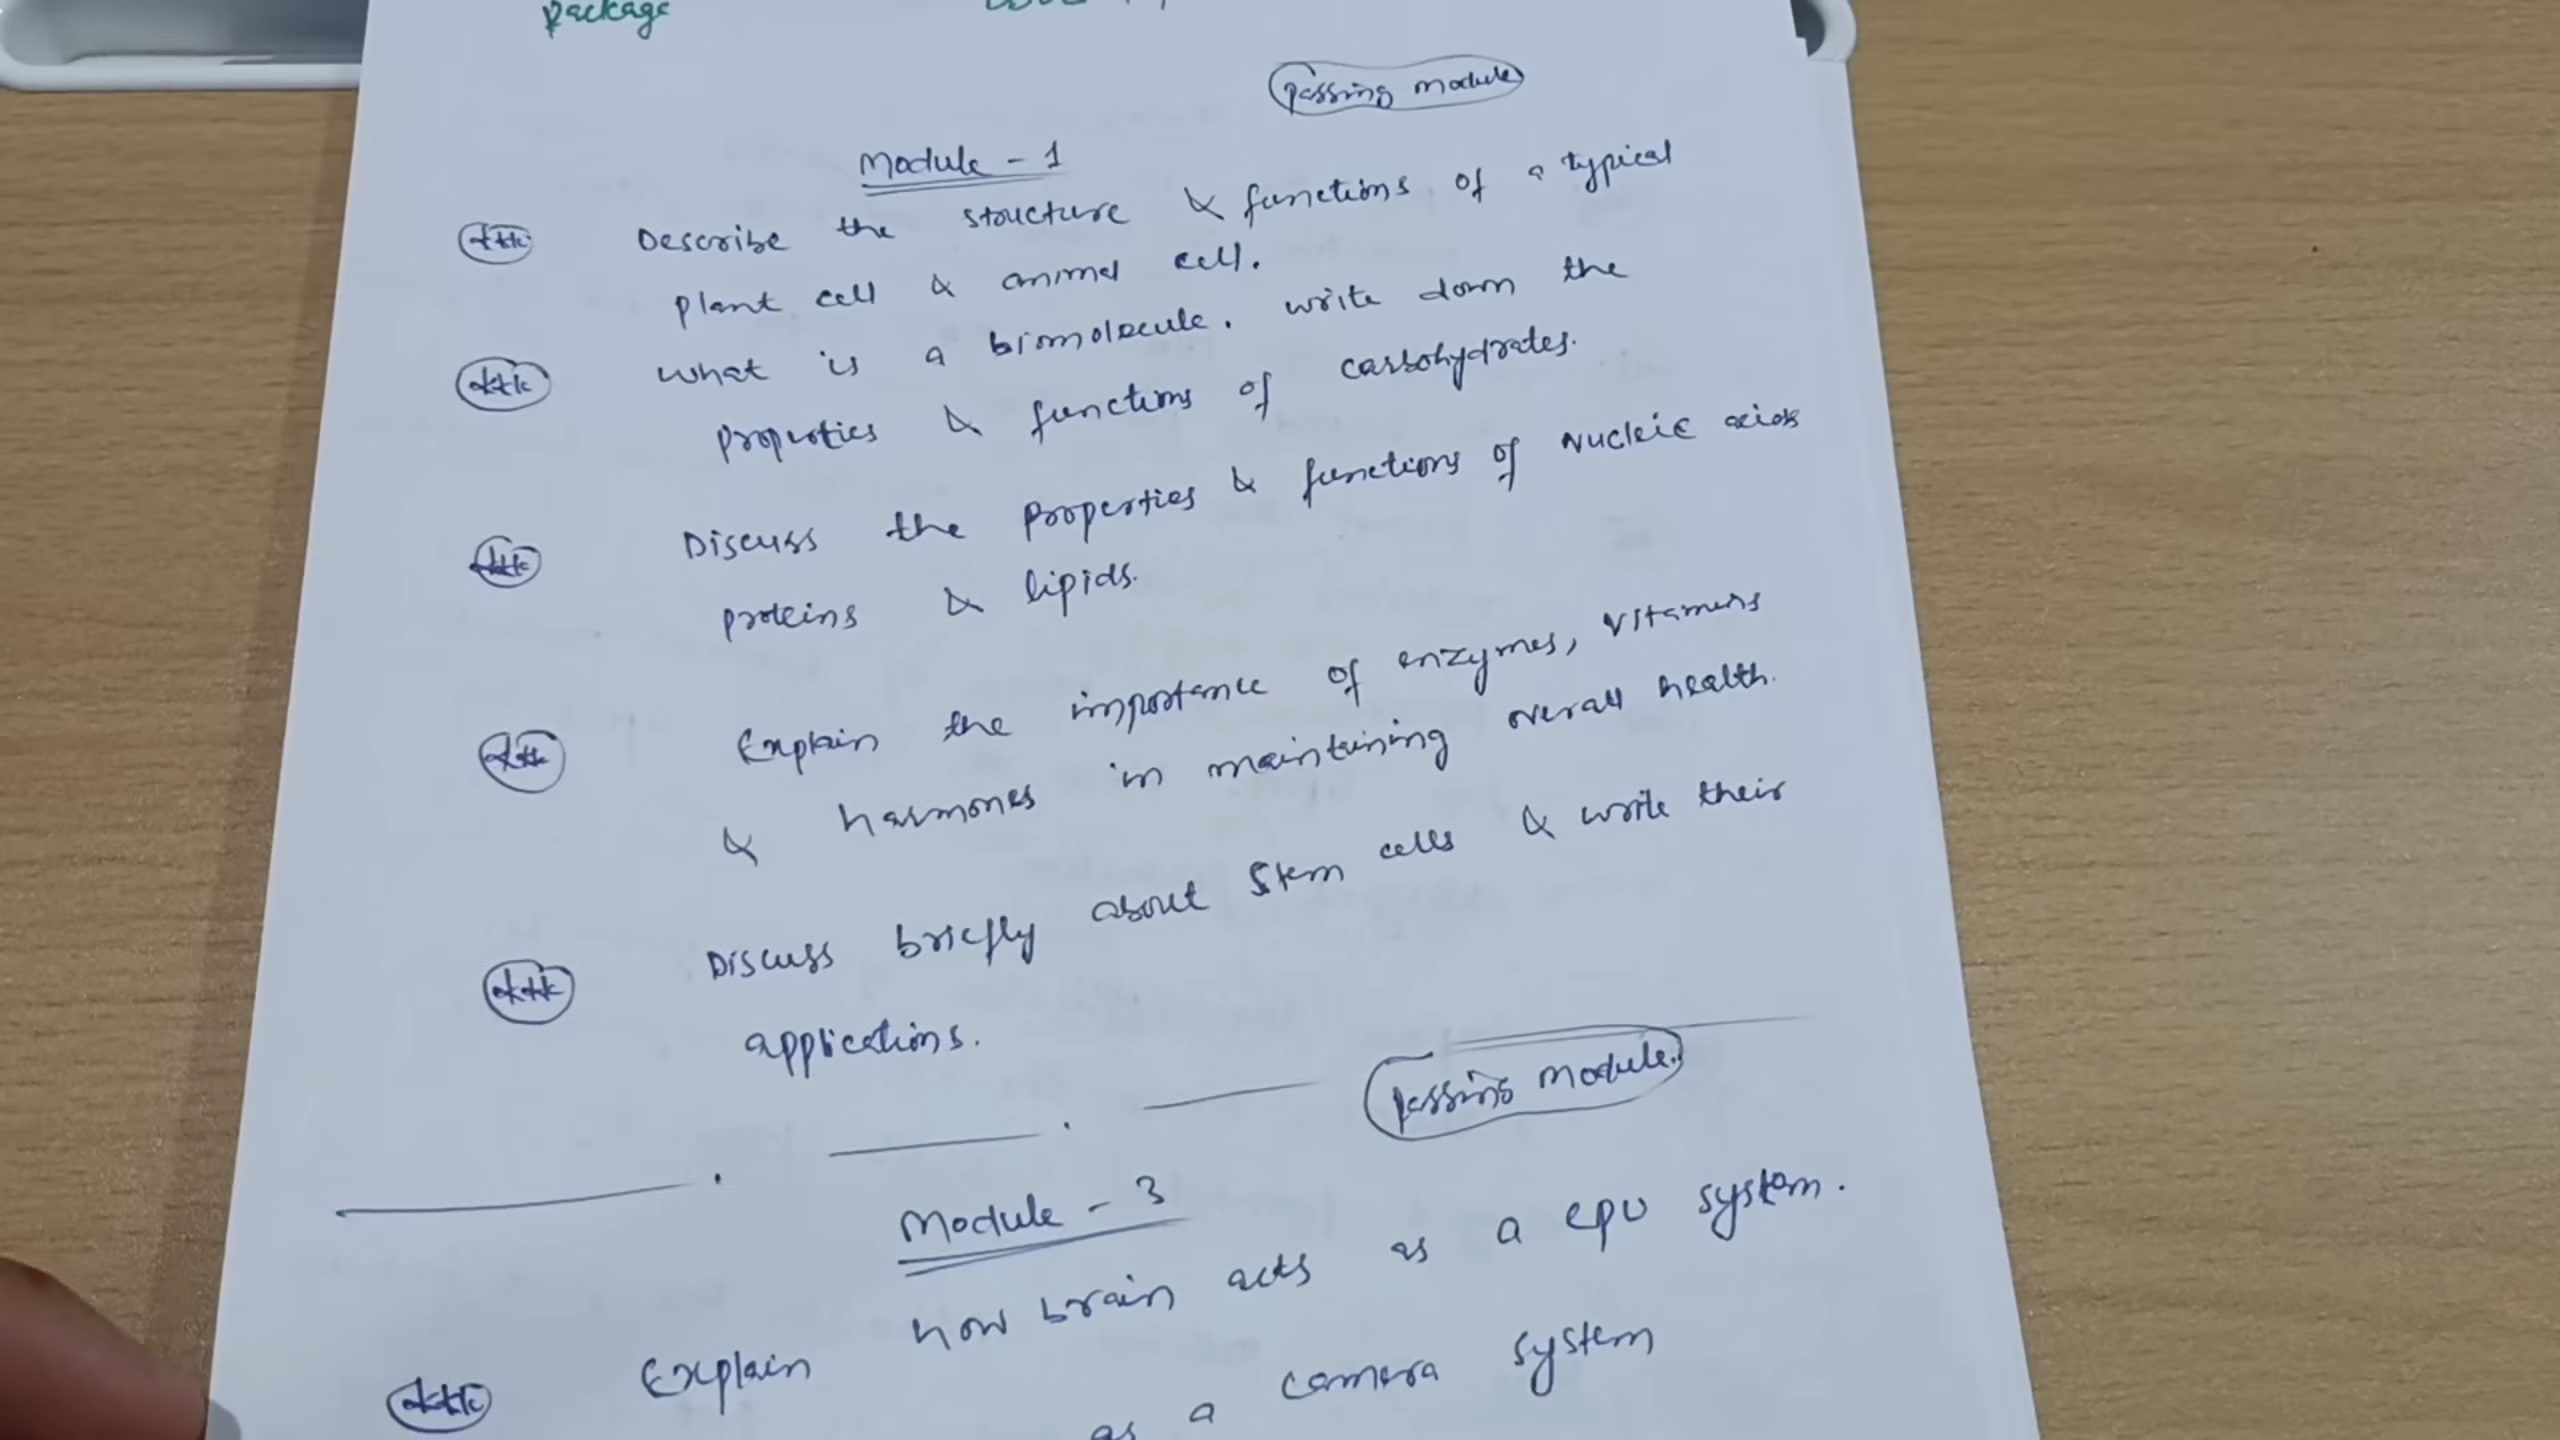 Package
Passing module
Module - 1
*** Describe the structure & functions of a typical
plant cell & animal cell.
*** What is a biomolecule. Write down the
properties & functions of carbohydrates.
*** Discuss the Properties & functions of Nucleic acids
proteins & lipids.
*** Explain the importance of enzymes, vitamins
& harmones in maintaining overall health.
*** Discuss briefly about Stem cells & write their
applications.
Passing module.
Module - 3
*** Explain how brain acts as a CPU system.
as a camera system